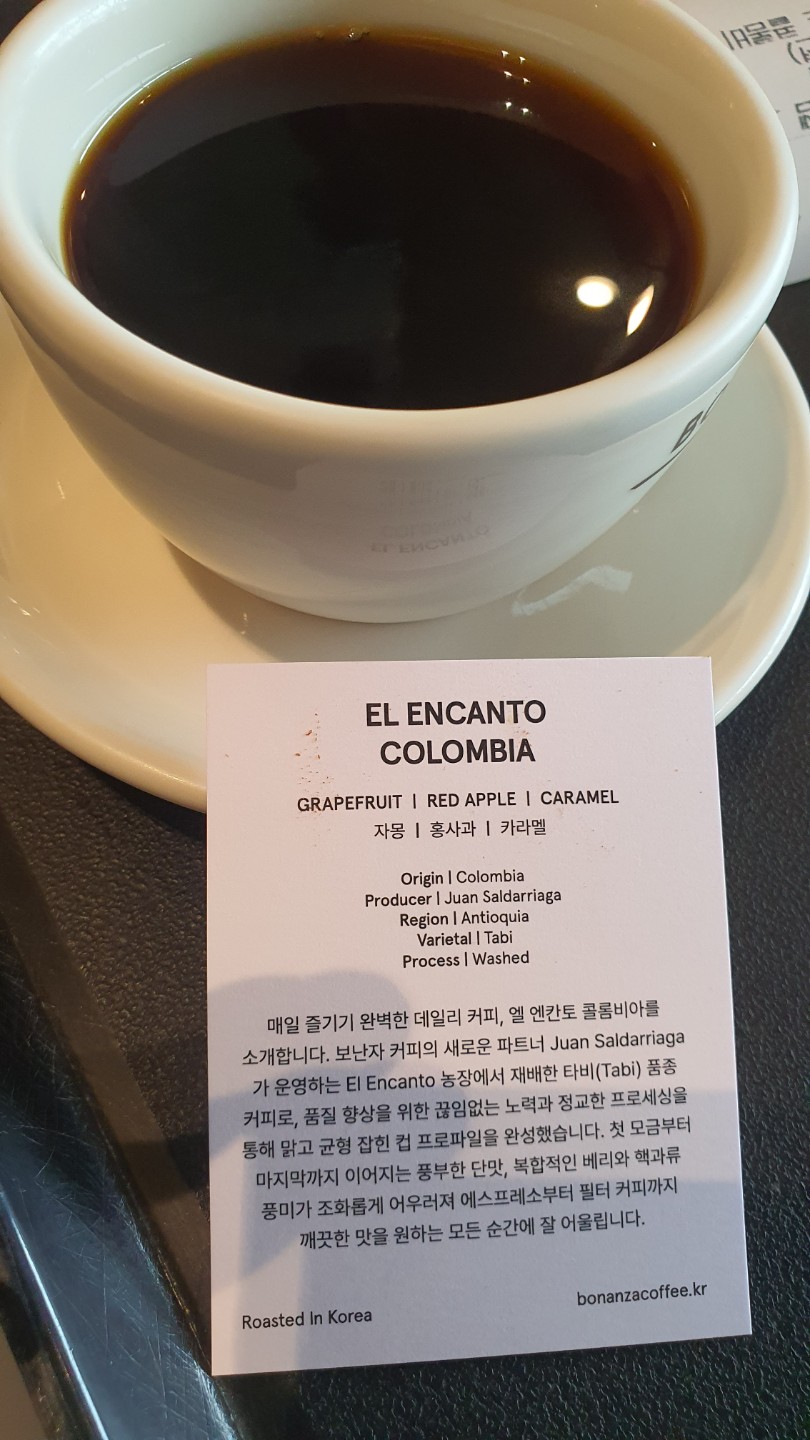 EL ENCANTO
COLOMBIA
GRAPEFRUIT | RED APPLE | CARAMEL
자몽 | 홍사과 | 카라멜
Origin | Colombia
Producer | Juan Saldarriaga
Region | Antioquia
Varietal | Tabi
Process | Washed
매일 즐기기 완벽한 데일리 커피, 엘 엔칸토 콜롬비아를
소개합니다. 보난자 커피의 새로운 파트너 Juan Saldarriaga
가 운영하는 El Encanto 농장에서 재배한 타비(Tabi) 품종
커피로, 품질 향상을 위한 끊임없는 노력과 정교한 프로세싱을
통해 맑고 균형 잡힌 컵 프로파일을 완성했습니다. 첫 모금부터
마지막까지 이어지는 풍부한 단맛, 복합적인 베리와 핵과류
풍미가 조화롭게 어우러져 에스프레소부터 필터 커피까지
깨끗한 맛을 원하는 모든 순간에 잘 어울립니다.
Roasted In Korea
bonanzacoffee.kr